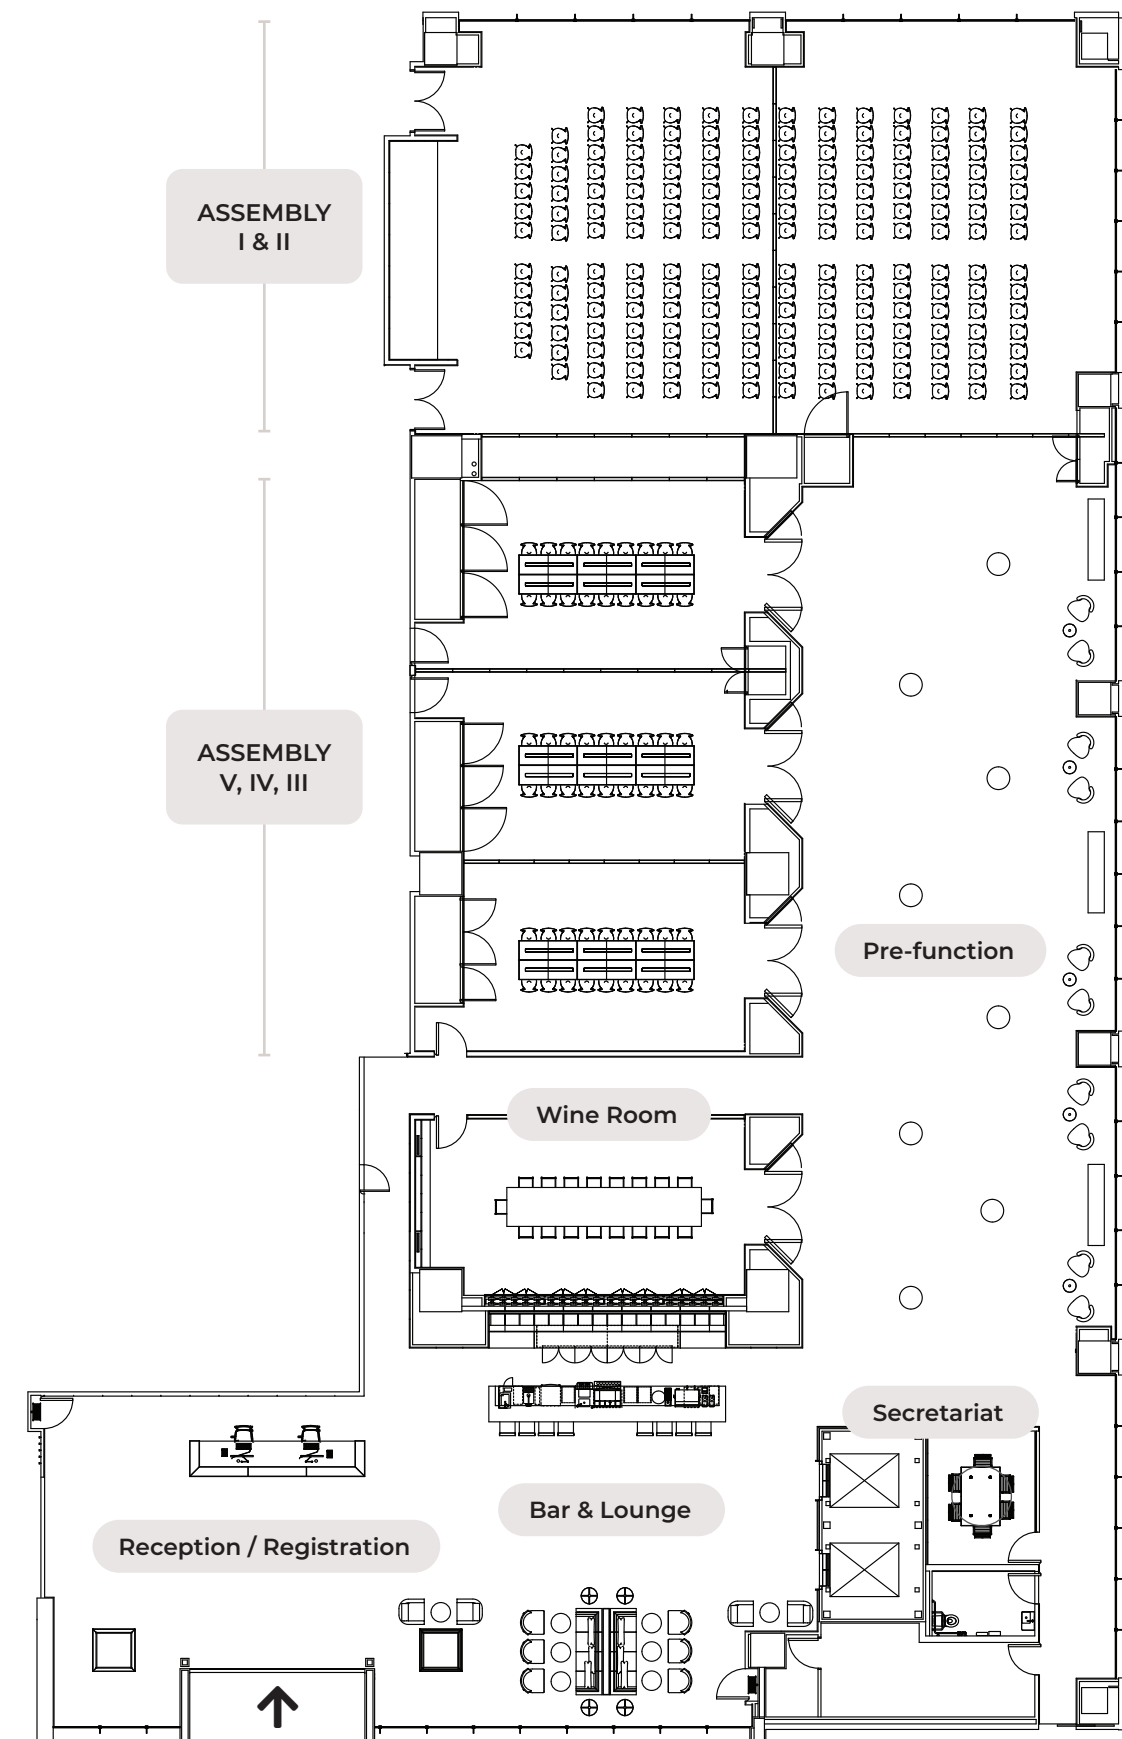 ASSEMBLY
I & II
ASSEMBLY
V, IV, III
Pre-function
Wine Room
Secretariat
Bar & Lounge
Reception / Registration